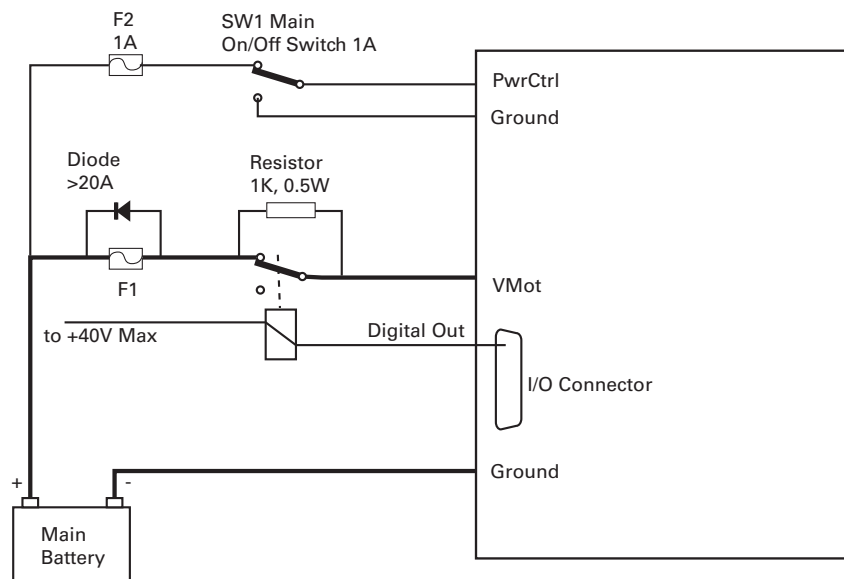 F2
1A
SW1 Main
On/Off Switch 1A
PwrCtrl
Ground
Diode
>20A
Resistor
1K, 0.5W
F1
VMot
to +40V Max
Digital Out
I/O Connector
Ground
+
-
Main
Battery